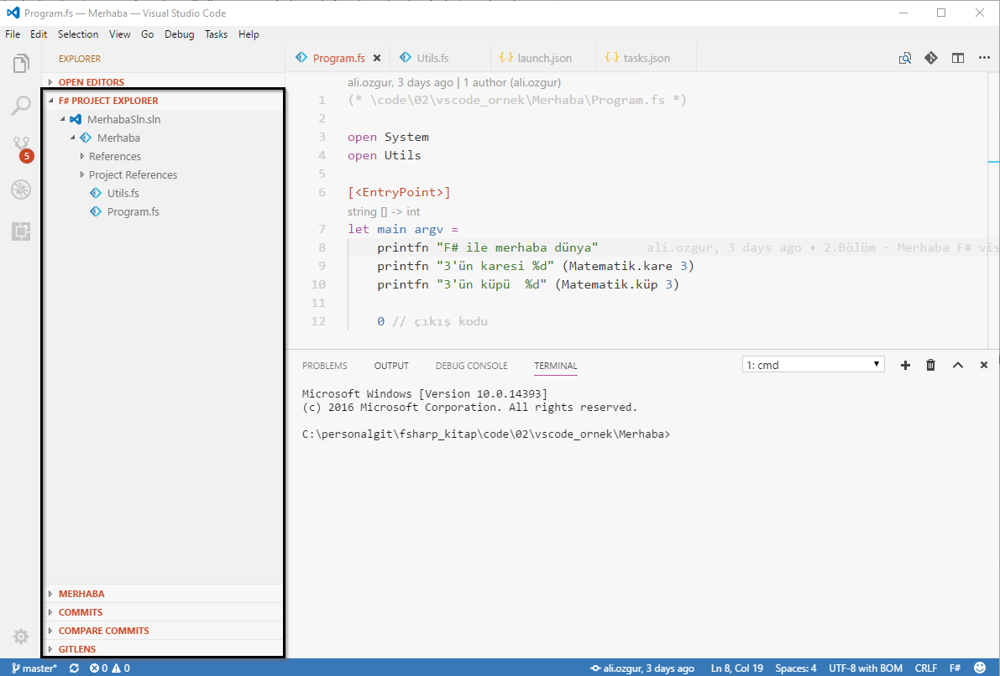 Program.fs — Merhaba — Visual Studio Code
File Edit Selection View Go Debug Tasks Help
EXPLORER
OPEN EDITORS
F# PROJECT EXPLORER
MerhabaSln.sln
Merhaba
References
Project References
Utils.fs
Program.fs
MERHABA
COMMITS
COMPARE COMMITS
GITLENS
5
Program.fs Utils.fs {} launch.json {} tasks.json
ali.ozgur, 3 days ago | 1 author (ali.ozgur)
1 (* \code\02\vscode_ornek\Merhaba\Program.fs *)
2
3 open System
4 open Utils
5
6 [<EntryPoint>]
string [] -> int
7 let main argv =
8 printfn "F# ile merhaba dünya" ali.ozgur, 3 days ago • 2.Bölüm - Merhaba F# vis
9 printfn "3'ün karesi %d" (Matematik.kare 3)
10 printfn "3'ün küpü  %d" (Matematik.küp 3)
11
12 0 // çıkış kodu
PROBLEMS OUTPUT DEBUG CONSOLE TERMINAL 1: cmd
Microsoft Windows [Version 10.0.14393]
(c) 2016 Microsoft Corporation. All rights reserved.
C:\personalgit\fsharp_kitap\code\02\vscode_ornek\Merhaba>
master* 0 0 ali.ozgur, 3 days ago Ln 8, Col 19 Spaces: 4 UTF-8 with BOM CRLF F#